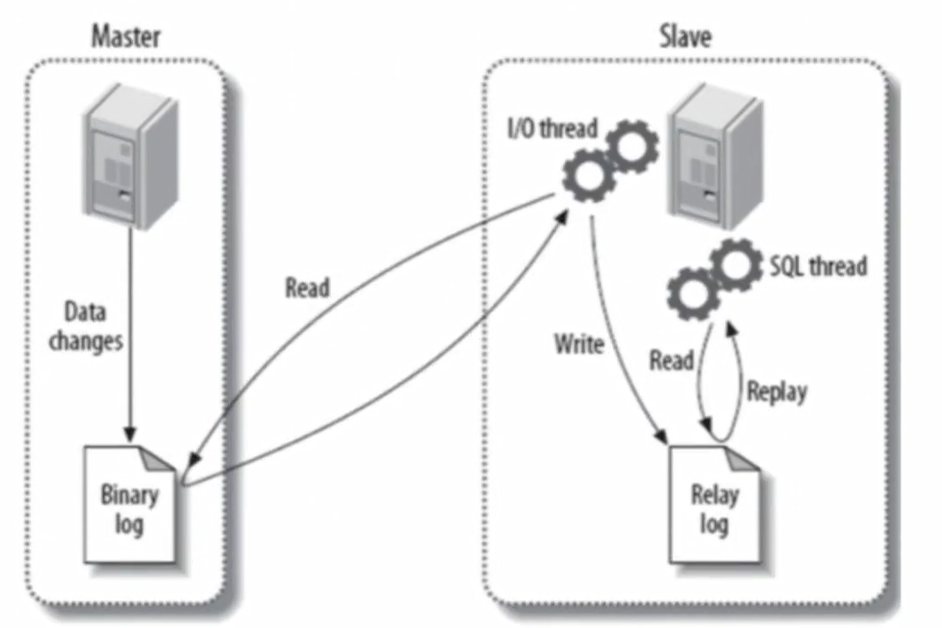 Master
Slave
I/O thread
SQL thread
Read
Data
changes
Write
Read
Replay
Binary
log
Relay
log